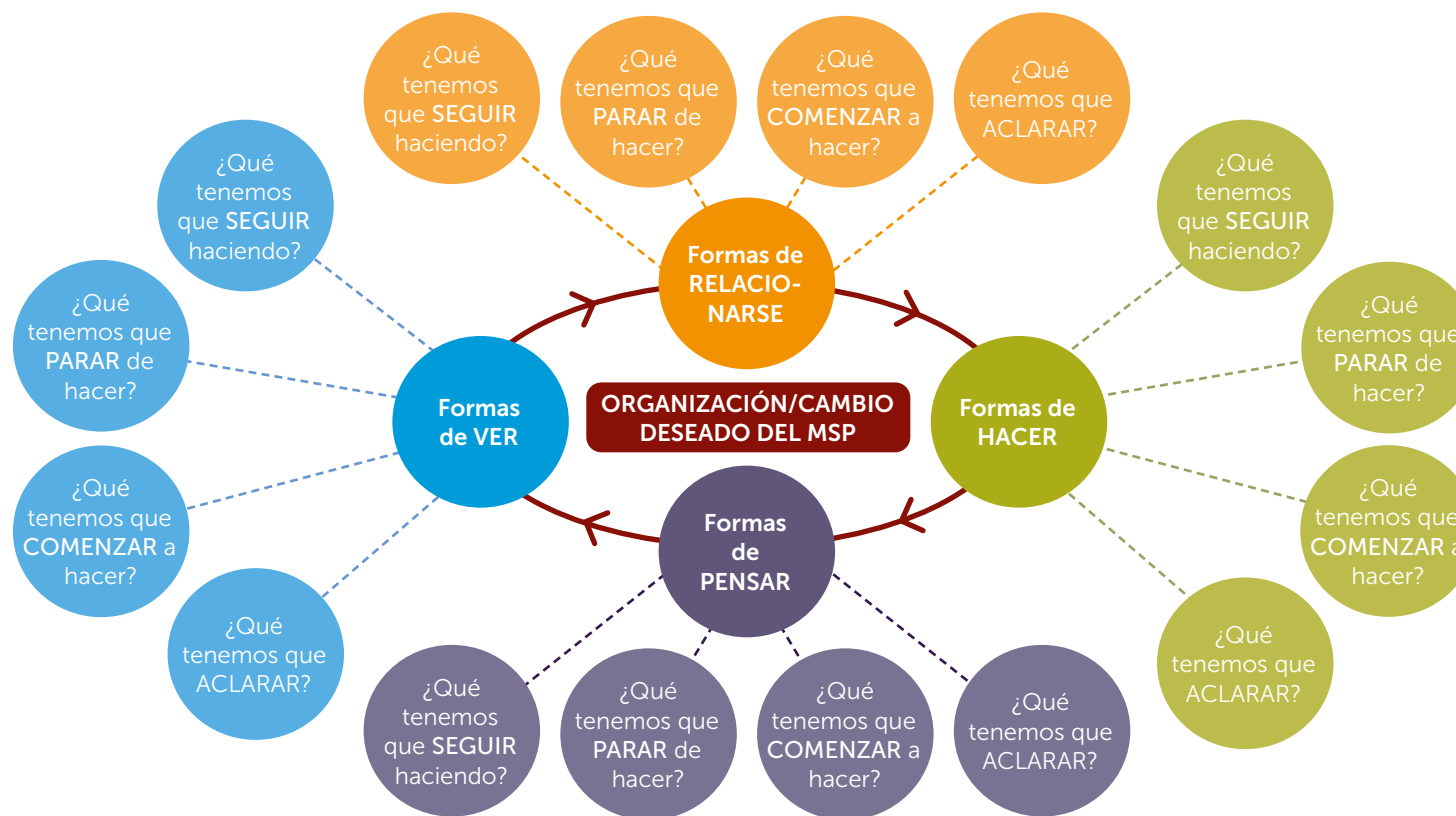 ¿Qué
tenemos
que SEGUIR
haciendo?
¿Qué
tenemos que
PARAR de
hacer?
¿Qué
tenemos que
COMENZAR a
hacer?
¿Qué
tenemos que
ACLARAR?
Formas de
RELACIO-
NARSE
¿Qué
tenemos
que SEGUIR
haciendo?
¿Qué
tenemos que
PARAR de
hacer?
¿Qué
tenemos que
COMENZAR a
hacer?
¿Qué
tenemos que
ACLARAR?
Formas
de VER
ORGANIZACIÓN/CAMBIO
DESEADO DEL MSP
Formas de
HACER
¿Qué
tenemos
que SEGUIR
haciendo?
¿Qué
tenemos que
PARAR de
hacer?
¿Qué
tenemos que
COMENZAR a
hacer?
¿Qué
tenemos que
ACLARAR?
Formas
de
PENSAR
¿Qué
tenemos
que SEGUIR
haciendo?
¿Qué
tenemos que
PARAR de
hacer?
¿Qué
tenemos que
COMENZAR a
hacer?
¿Qué
tenemos que
ACLARAR?